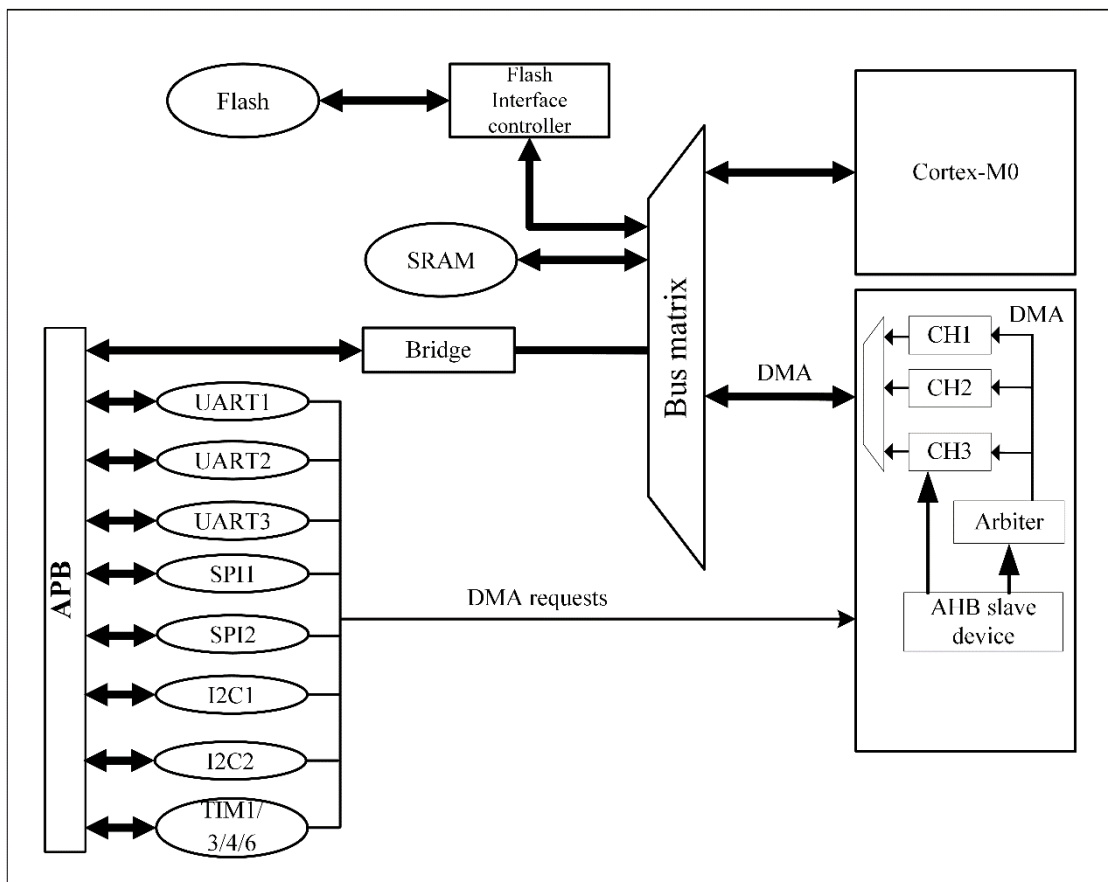 Flash
Flash
Interface
controller
Cortex-M0
SRAM
Bus matrix
Bridge
DMA
DMA
CH1
CH2
CH3
Arbiter
AHB slave
device
APB
UART1
UART2
UART3
SPI1
SPI2
I2C1
I2C2
TIM1/
3/4/6
DMA requests